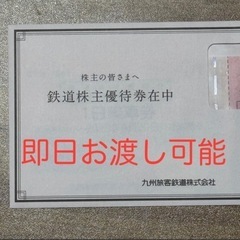 株主の皆さまへ
鉄道株主優待券在中
即日お渡し可能
九州旅客鉄道株式会社